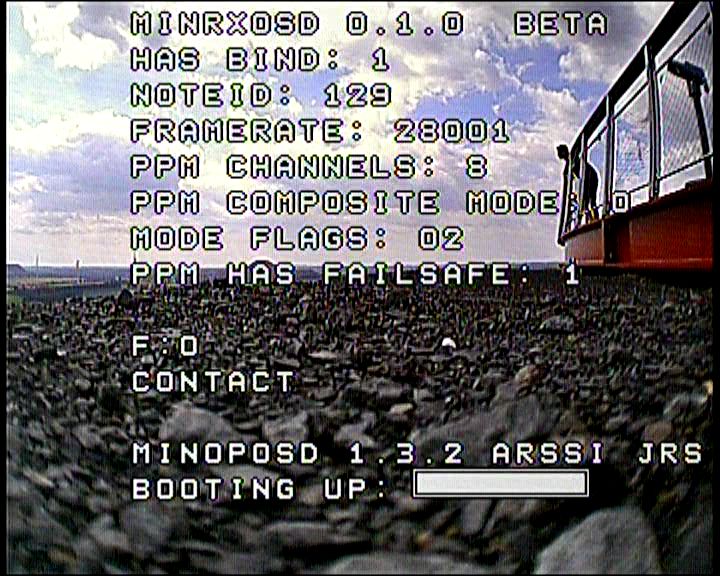 MINRXOSD 0.1.0 BETA
HAS BIND: 1
NOTEID: 129
FRAMERATE: 28001
PPM CHANNELS: 8
PPM COMPOSITE MODE: 0
MODE FLAGS: 02
PPM HAS FAILSAFE: 1
F:0
CONTACT
MINOPOSD 1.3.2 ARSSI JRS
BOOTING UP: